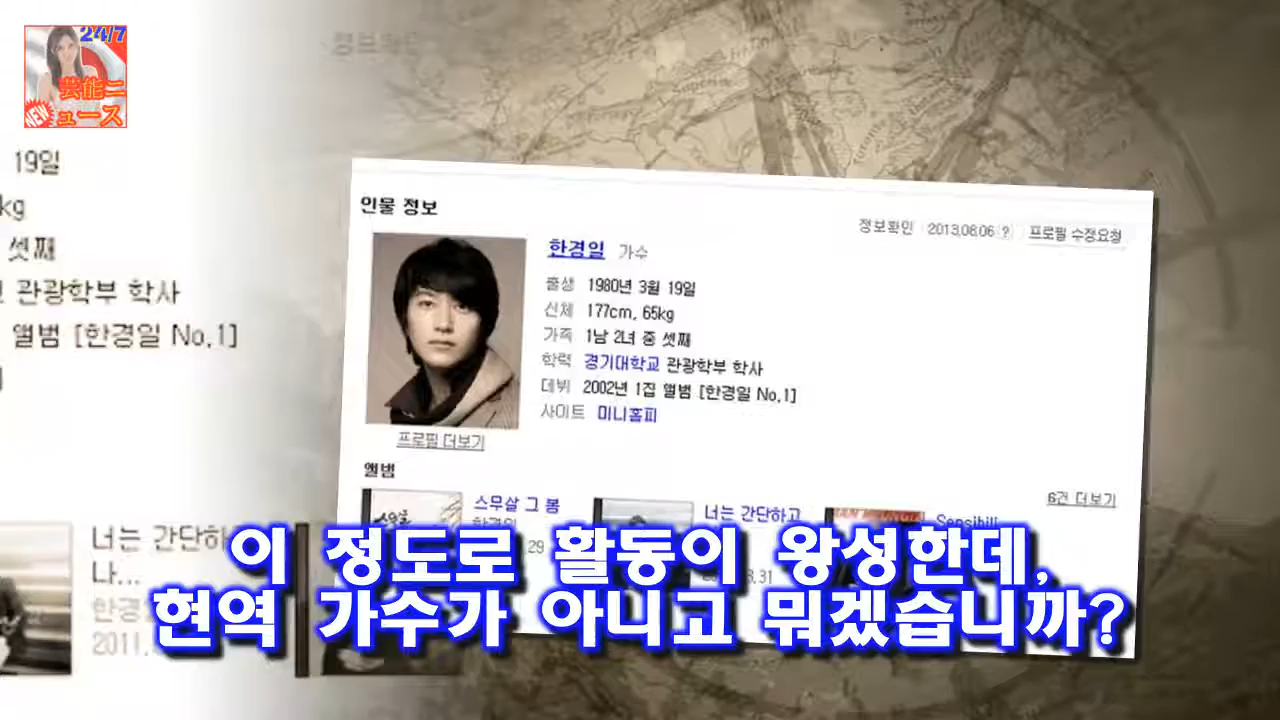 24/7
芸能ニ
ュース
NEW
정보확인
19일
kg
셋째
관광학부 학사
앨범 [한경일 No.1]
인물 정보
정보확인 2013.08.06 ? 프로필 수정요청
한경일 가수
출생 1980년 3월 19일
신체 177cm, 65kg
가족 1남 2녀 중 셋째
학력 경기대학교 관광학부 학사
데뷔 2002년 1집 앨범 [한경일 No.1]
사이트 미니홈피
프로필 더보기
앨범
6건 더보기
스무살 그 봄
너는 간단하고
한경일
너는 간단하
나...
2011.
이 정도로 활동이 왕성한데,
현역 가수가 아니고 뭐겠습니까?